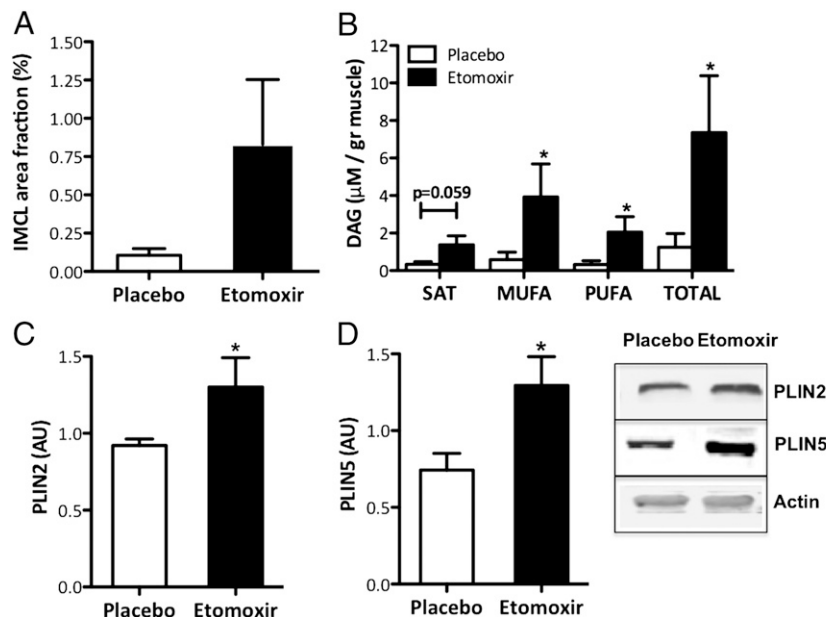 A
IMCL area fraction (%)
1.50
1.25
1.00
0.75
0.50
0.25
0.00
Placebo
Etomoxir
B
DAG (µM / gr muscle)
12
10
8
6
4
2
0
Placebo
Etomoxir
p=0.059
*
*
*
SAT
MUFA
PUFA
TOTAL
C
PLIN2 (AU)
1.5
1.0
0.5
0.0
*
Placebo
Etomoxir
D
PLIN5 (AU)
1.5
1.0
0.5
0.0
*
Placebo
Etomoxir
Placebo Etomoxir
PLIN2
PLIN5
Actin